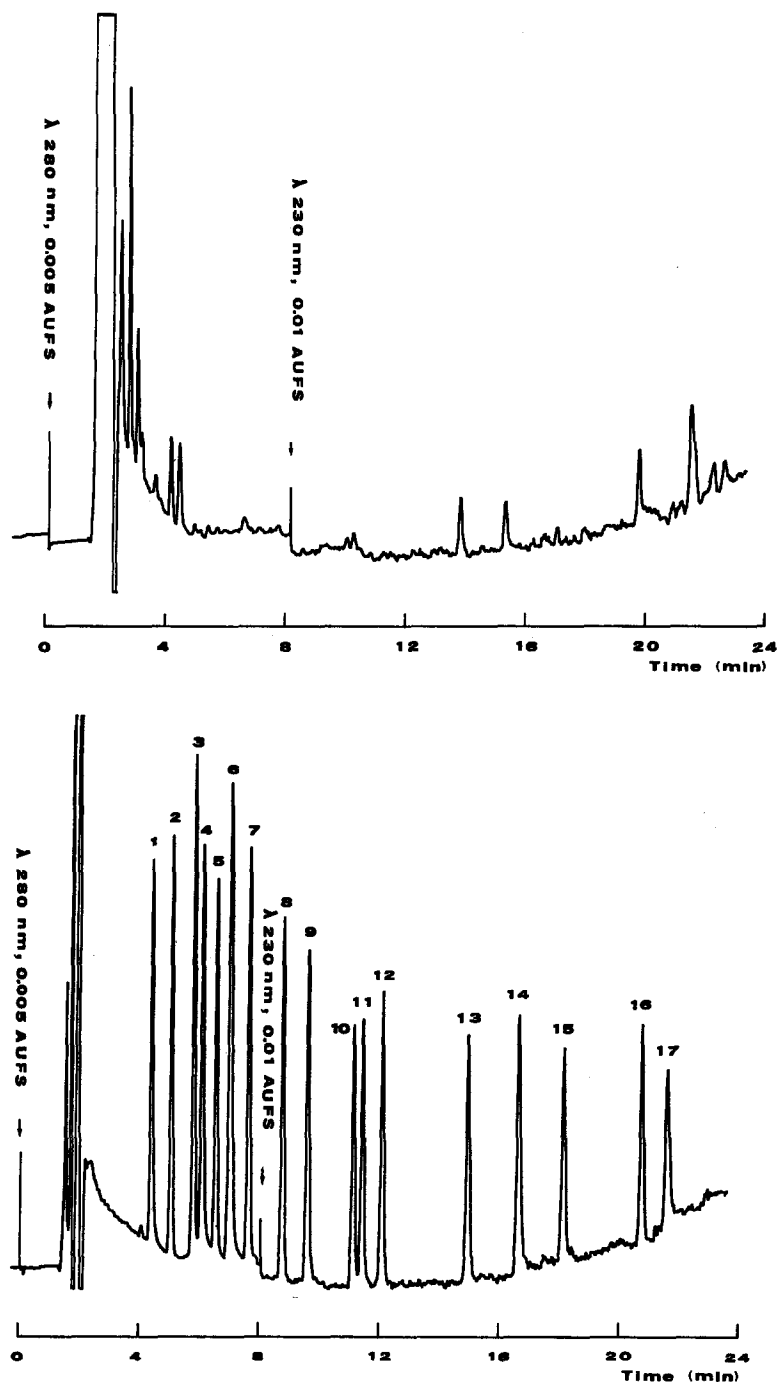 λ 280 nm, 0.005 AUFS
λ 230 nm, 0.01 AUFS
0 4 8 12 16 20 24
Time (min)
λ 280 nm, 0.005 AUFS
1
2
3
4
5
6
7
λ 230 nm, 0.01 AUFS
8
9
10
11
12
13
14
15
16
17
0 4 8 12 16 20 24
Time (min)